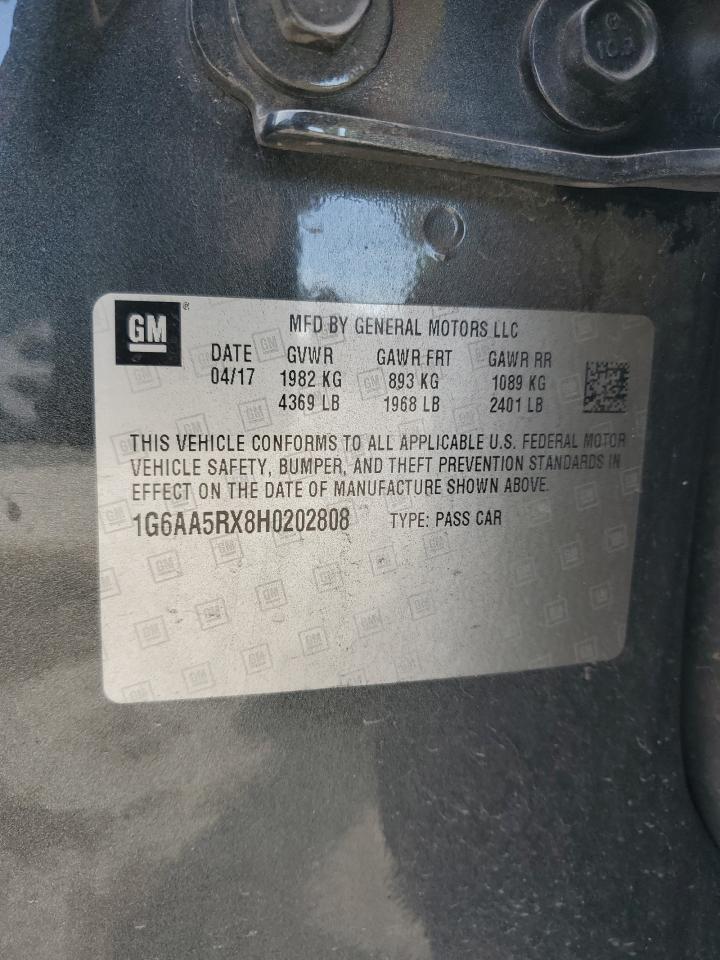 10.9
GM ®
MFD BY GENERAL MOTORS LLC
DATE GVWR GAWR FRT GAWR RR
04/17 1982 KG 893 KG 1089 KG
4369 LB 1968 LB 2401 LB
THIS VEHICLE CONFORMS TO ALL APPLICABLE U.S. FEDERAL MOTOR
VEHICLE SAFETY, BUMPER, AND THEFT PREVENTION STANDARDS IN
EFFECT ON THE DATE OF MANUFACTURE SHOWN ABOVE.
1G6AA5RX8H0202808 TYPE: PASS CAR